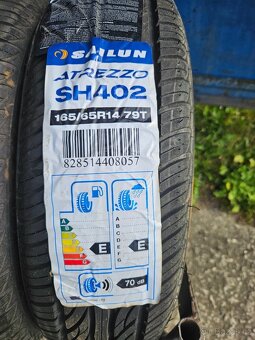 SAILUN
ATREZZO
SH402
165/65R14 79T
828514408057
A
B
C
D
E
F
G
E
A
B
C
D
E
F
G
E
70 dB